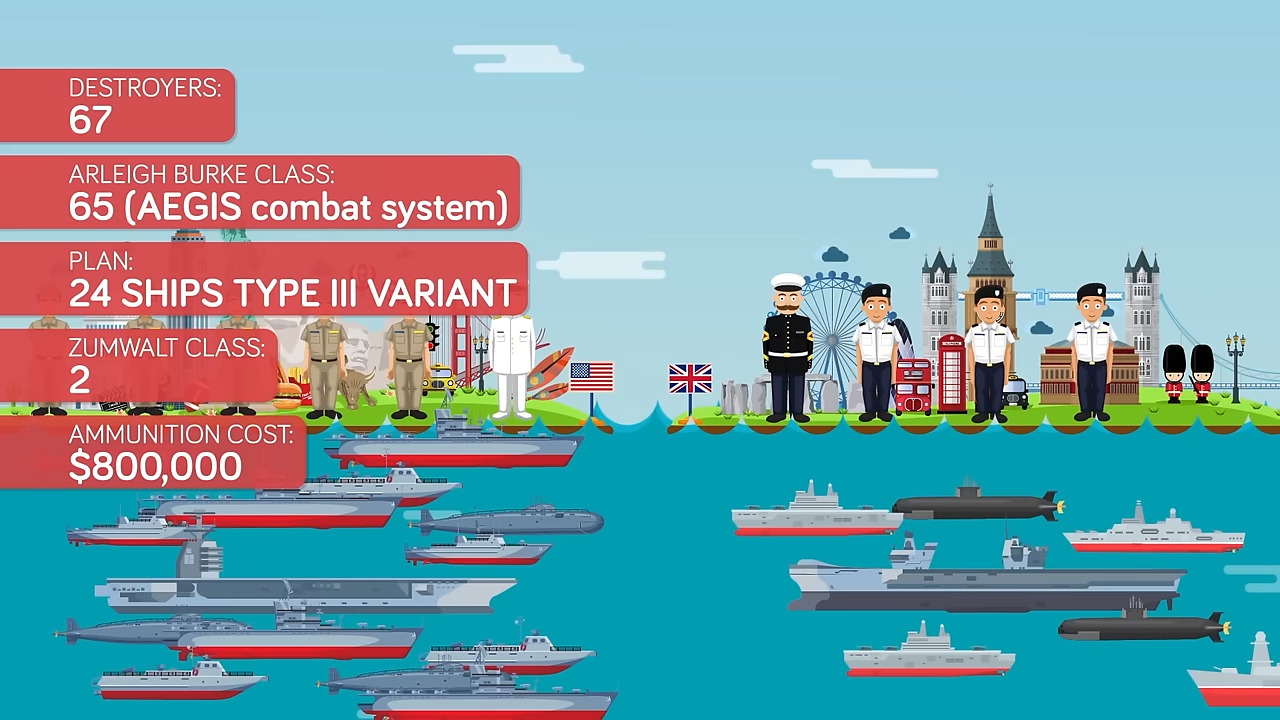 DESTROYERS:
67
ARLEIGH BURKE CLASS:
65 (AEGIS combat system)
PLAN:
24 SHIPS TYPE III VARIANT
ZUMWALT CLASS:
2
AMMUNITION COST:
$800,000